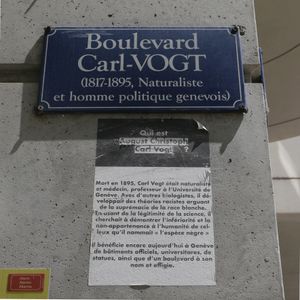 Boulevard
Carl-VOGT
(1817-1895, Naturaliste
et homme politique genevois)
Qui est
August Christoph
Carl Vogt ?
Mort en 1895, Carl Vogt était naturaliste
et médecin, professeur à l'Université de
Genève. Avec d'autres biologistes, il dé-
veloppait des théories racistes arguant
de la suprémacie de la race blanche.
En usant de la légitimité de la science, il
cherchait à démontrer l'infériorité et la
non-appartenance à l'humanité de cel-
leux qu'il nommait « l'espèce nègre »
Il bénéficie encore aujourd'hui à Genève
de bâtiments officiels, universitaires, de
statues, ainsi que d'un boulevard à son
nom et effigie.